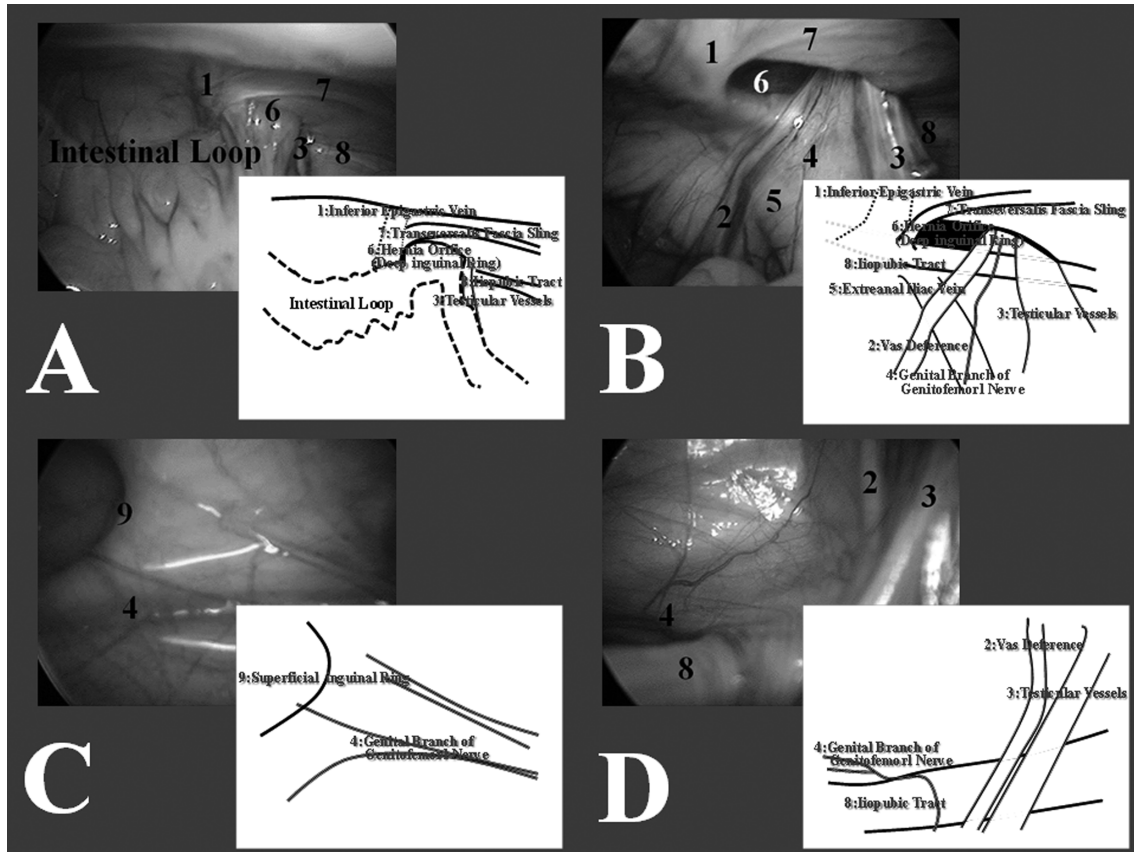 1
7
6
3
8
Intestinal Loop
1:Inferior Epigastric Vein
7:Transeversalis Fascia Sling
6:Hernia Orifice
(Deep inguinal Ring)
8:Iiopubic Tract
Intestinal Loop
3:Testicular Vessels
A
1
7
6
8
4
3
5
2
1:Inferior Epigastric Vein
7:Transeversalis Fascia Sling
6:Hernia Orifice
(Deep inguinal Ring)
8:Iiopubic Tract
5:Extreanal Iliac Vein
3:Testicular Vessels
2:Vas Deference
4:Genital Branch of
Genitofemorl Nerve
B
9
4
9:Superficial Inguinal Ring
4:Genital Branch of
Genitofemorl Nerve
C
2
3
4
8
2:Vas Deference
3:Testicular Vessels
4:Genital Branch of
Genitofemorl Nerve
8:Iiopubic Tract
D